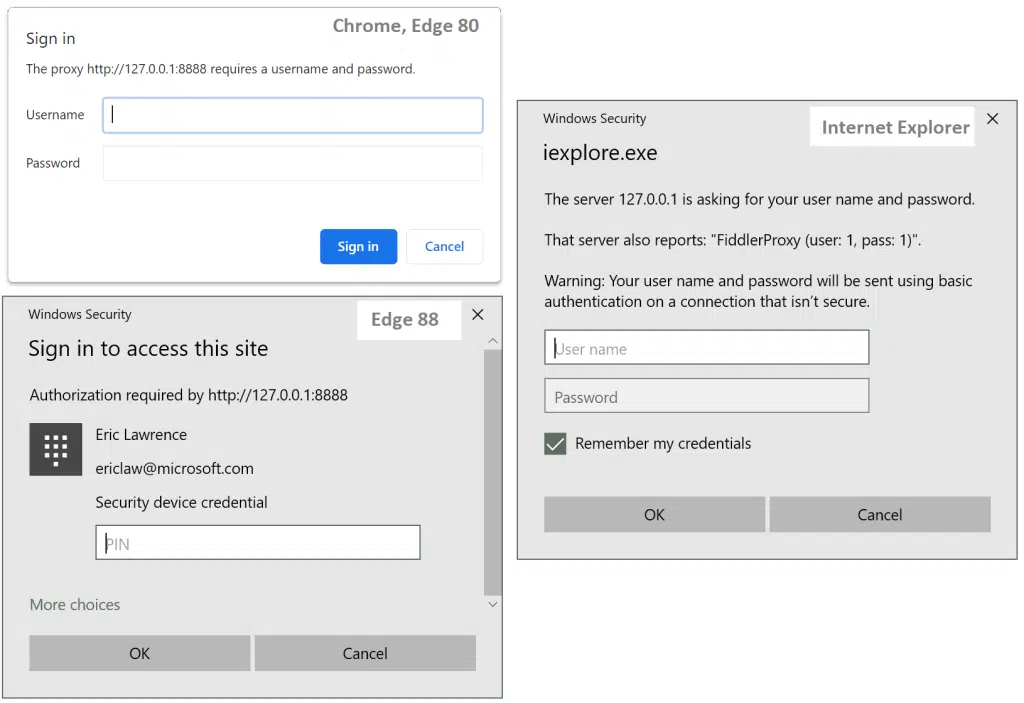 Chrome, Edge 80
Sign in
The proxy http://127.0.0.1:8888 requires a username and password.
Username
Password
Sign in
Cancel
Windows Security
Edge 88
Sign in to access this site
Authorization required by http://127.0.0.1:8888
Eric Lawrence
ericlaw@microsoft.com
Security device credential
PIN
More choices
OK
Cancel
Windows Security
Internet Explorer
iexplore.exe
The server 127.0.0.1 is asking for your user name and password.
That server also reports: "FiddlerProxy (user: 1, pass: 1)".
Warning: Your user name and password will be sent using basic
authentication on a connection that isn’t secure.
User name
Password
Remember my credentials
OK
Cancel